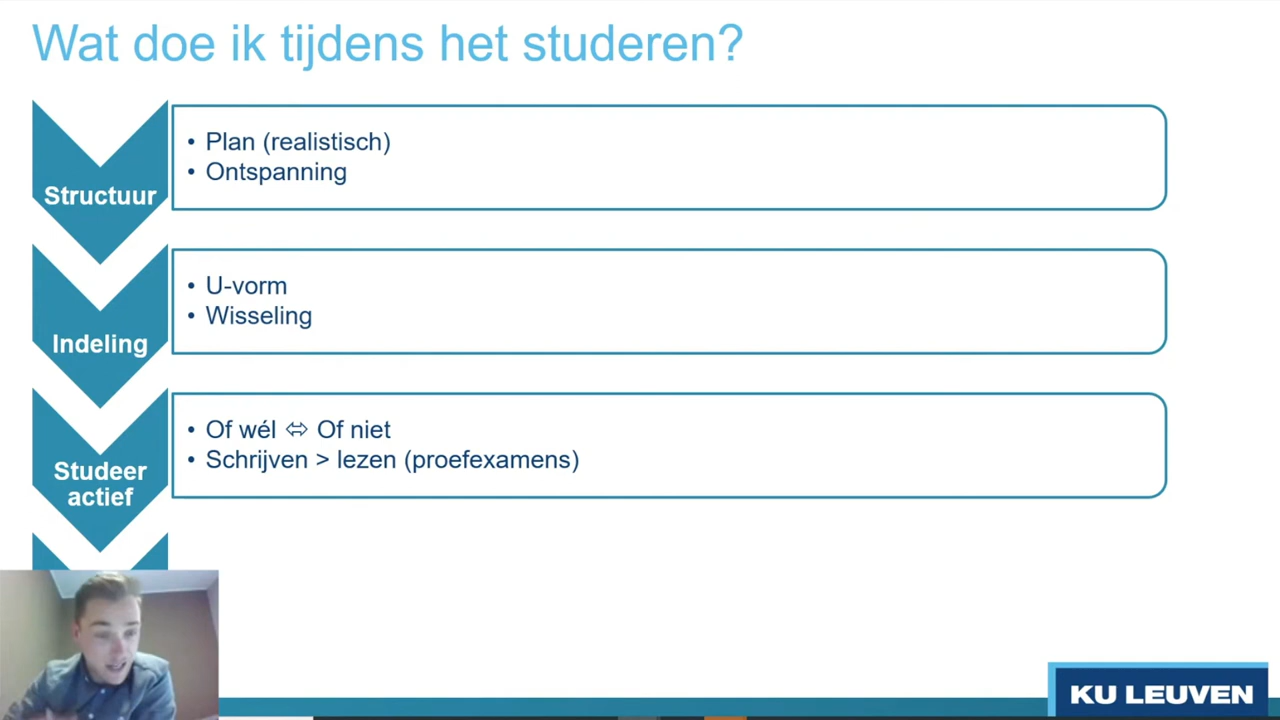 Wat doe ik tijdens het studeren?
Structuur
• Plan (realistisch)
• Ontspanning
Indeling
• U-vorm
• Wisseling
Studeer
actief
• Of wél ⬄ Of niet
• Schrijven > lezen (proefexamens)
KU LEUVEN